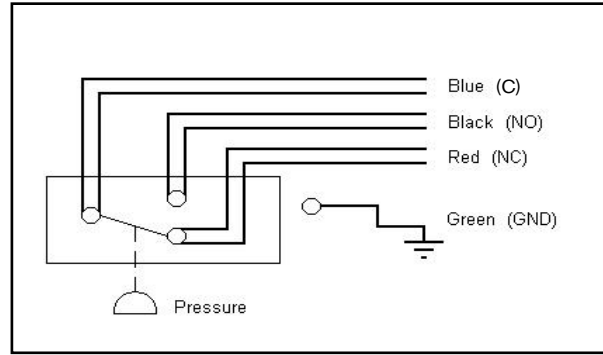 Blue (C)
Black (NO)
Red (NC)
Green (GND)
Pressure